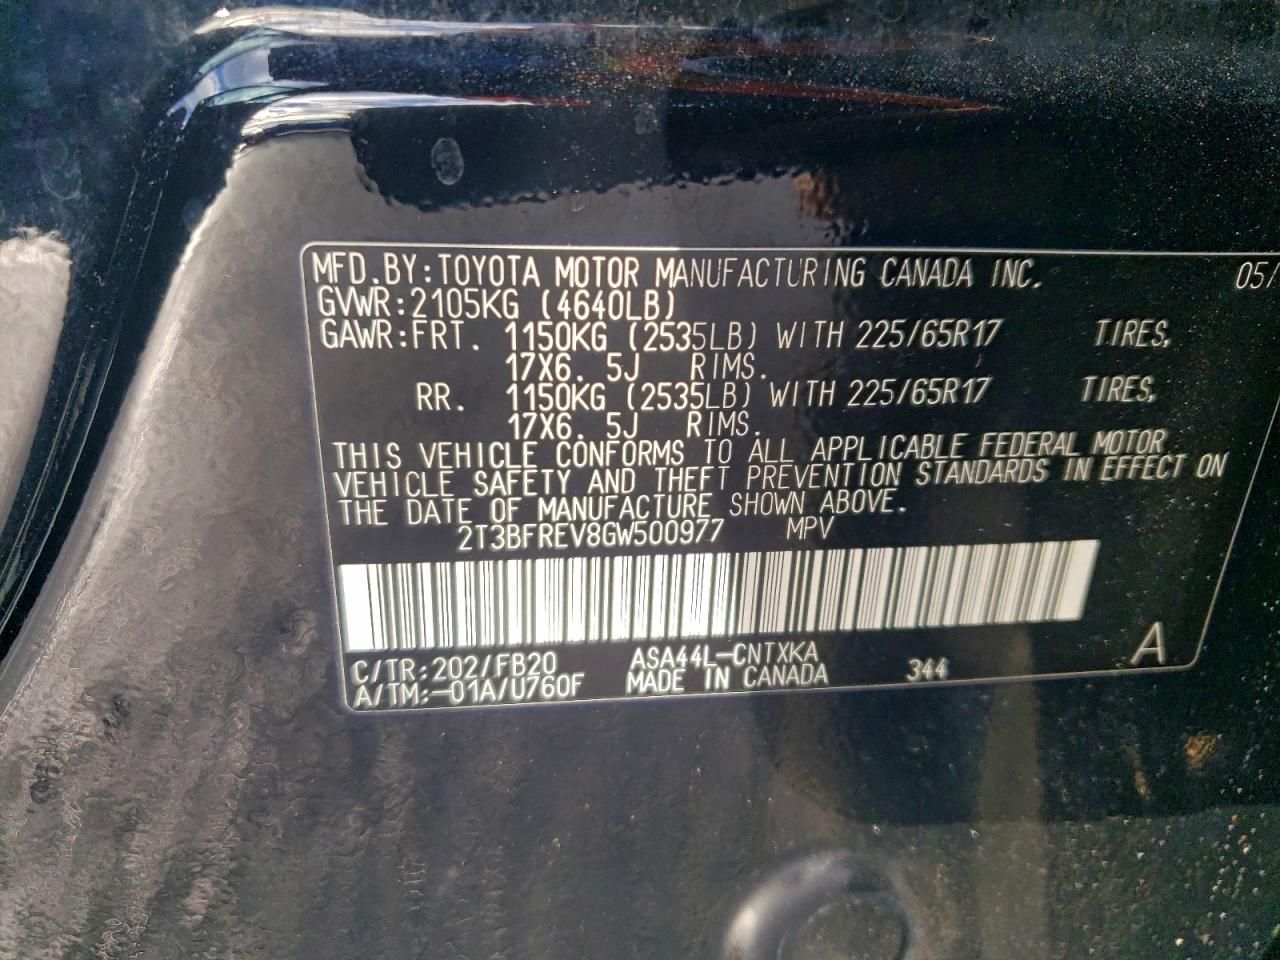 MFD.BY:TOYOTA MOTOR MANUFACTURING CANADA INC. 05/
GVWR:2105KG (4640LB)
GAWR:FRT. 1150KG (2535LB) WITH 225/65R17 TIRES,
17X6. 5J RIMS.
RR. 1150KG (2535LB) WITH 225/65R17 TIRES,
17X6. 5J RIMS.
THIS VEHICLE CONFORMS TO ALL APPLICABLE FEDERAL MOTOR
VEHICLE SAFETY AND THEFT PREVENTION STANDARDS IN EFFECT ON
THE DATE OF MANUFACTURE SHOWN ABOVE.
2T3BFREV8GW500977 MPV
C/TR:202/FB20 ASA44L-CNTXKA 344 A
A/TM:-01A/U760F MADE IN CANADA